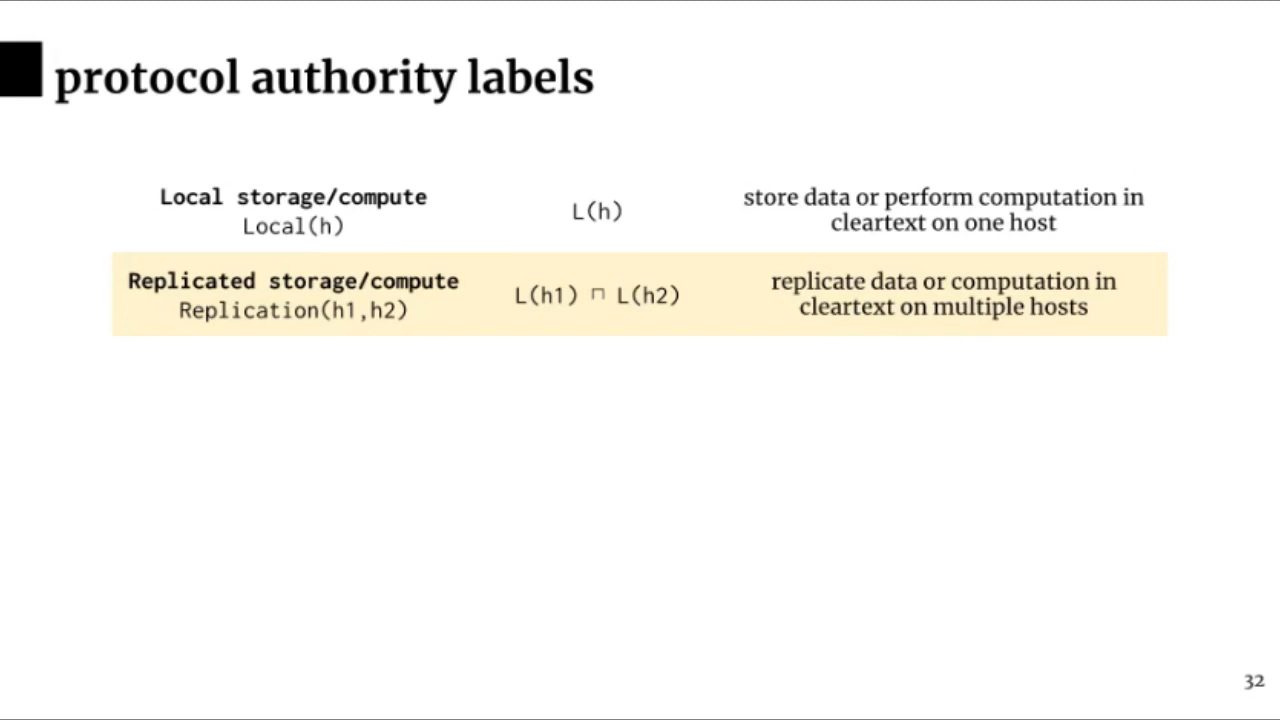 protocol authority labels
Local storage/compute
Local(h)
L(h)
store data or perform computation in
cleartext on one host
Replicated storage/compute
Replication(h1,h2)
L(h1) ⊓ L(h2)
replicate data or computation in
cleartext on multiple hosts
32